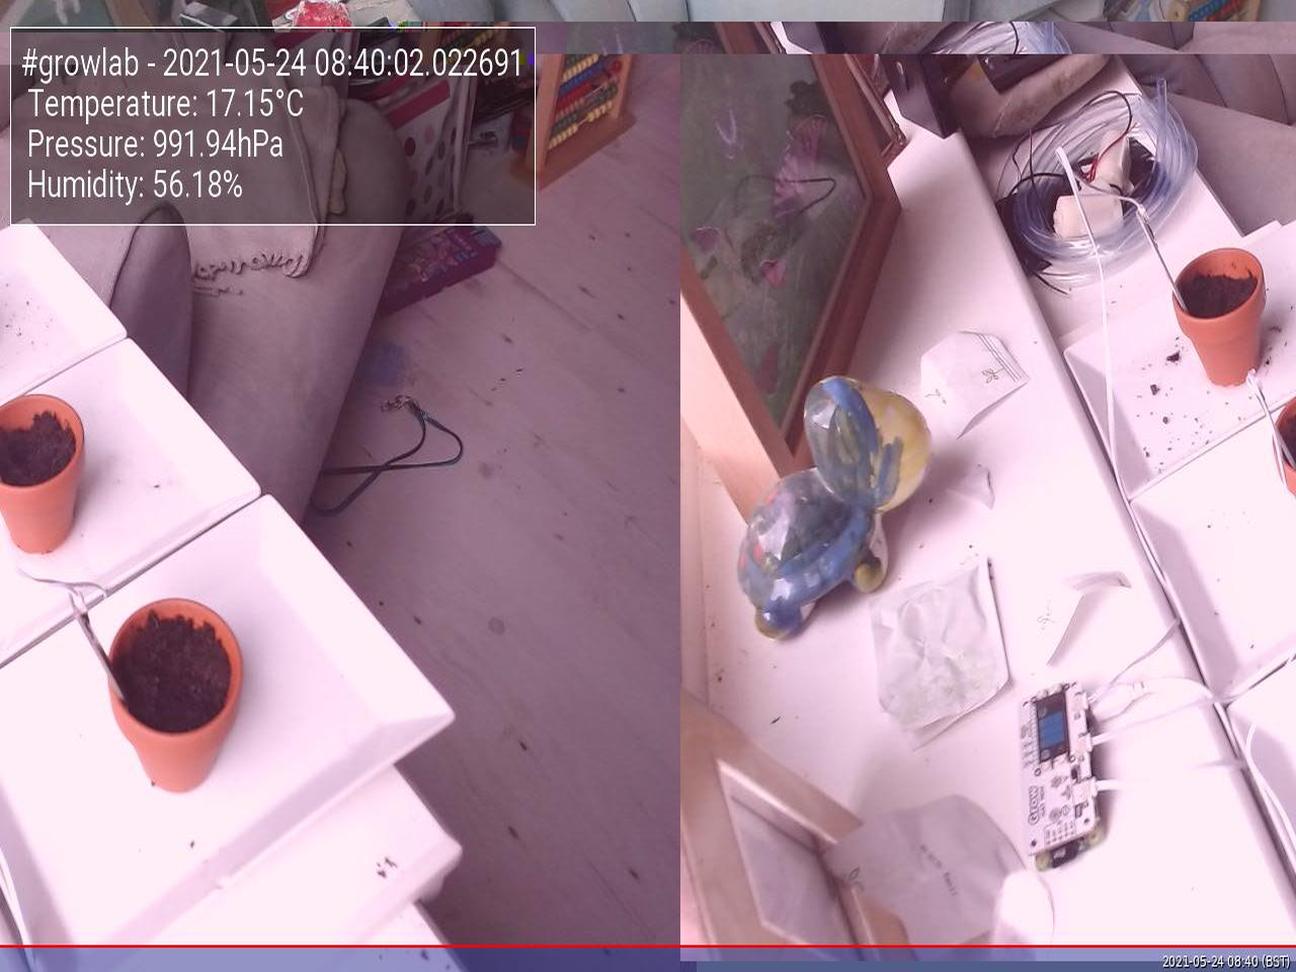 #growlab - 2021-05-24 08:40:02.022691
Temperature: 17.15°C
Pressure: 991.94hPa
Humidity: 56.18%
Grow
2021-05-24 08:40 (BST)